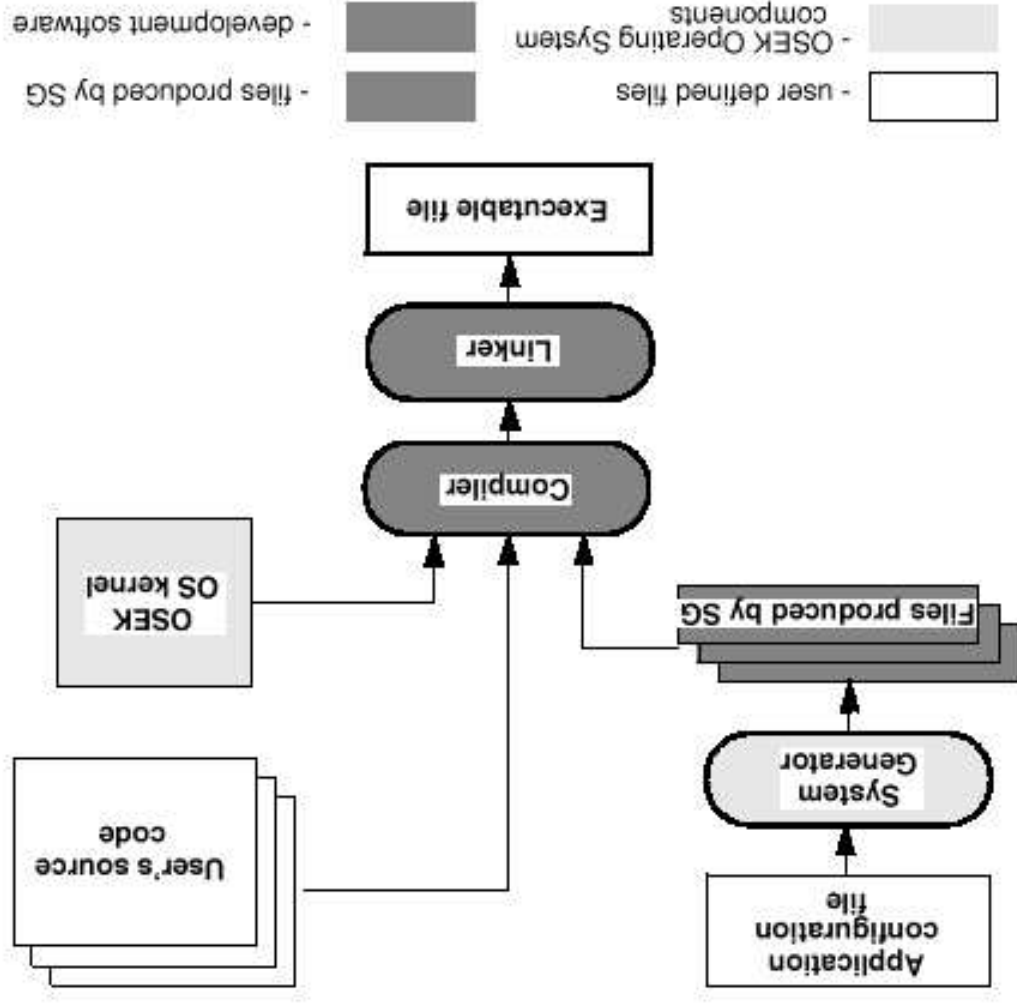 Application
configuration
file
User's source
code
System
Generator
Files produced by SG
OSEK
OS kernel
Compiler
Linker
Executable file
- user defined files
- files produced by SG
- OSEK Operating System
components
- development software